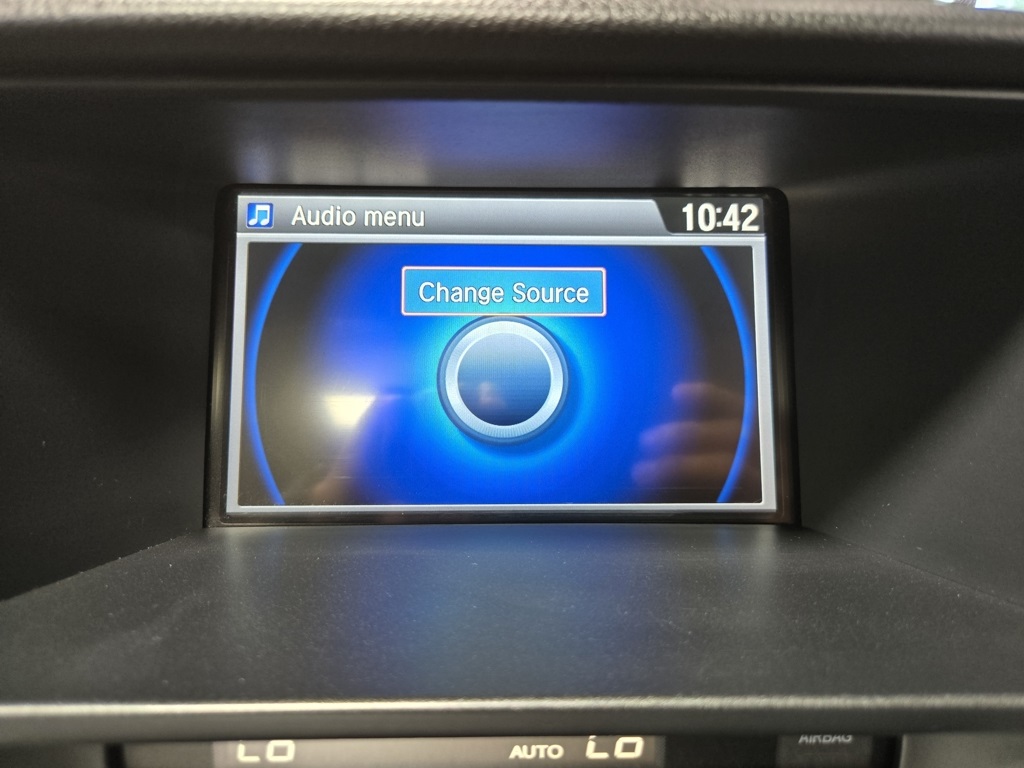 Audio menu 10:42
Change Source
LO AUTO LO AIRBAG